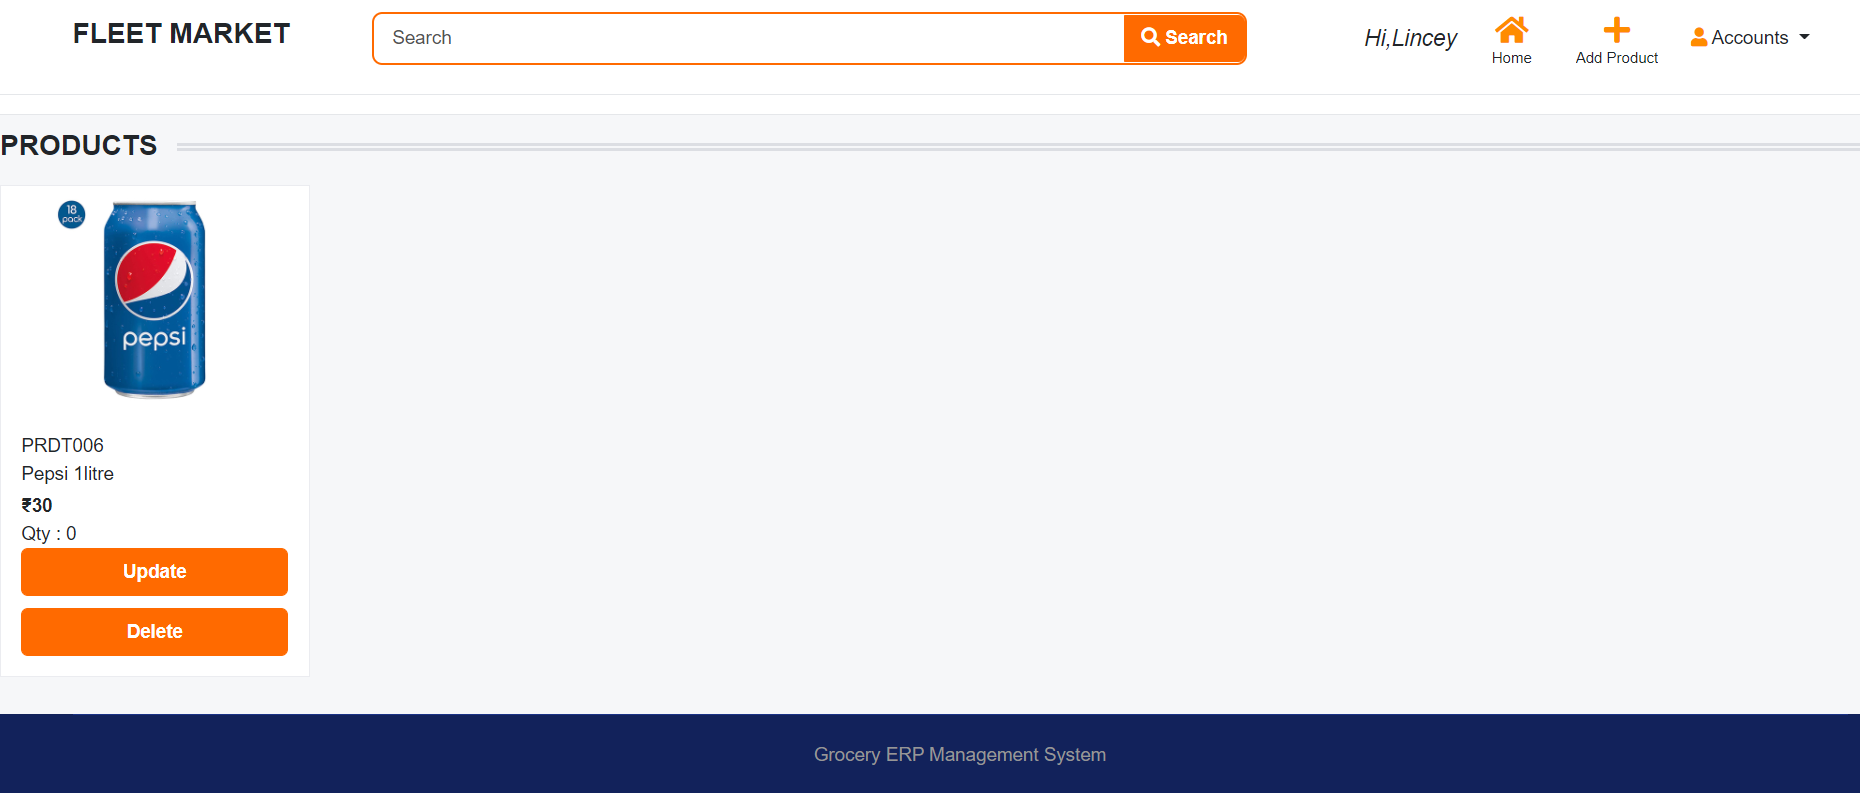 FLEET MARKET
Search
Search
Hi,Lincey
Home
Add Product
Accounts
PRODUCTS
18
pack
pepsi
PRDT006
Pepsi 1litre
₹30
Qty : 0
Update
Delete
Grocery ERP Management System